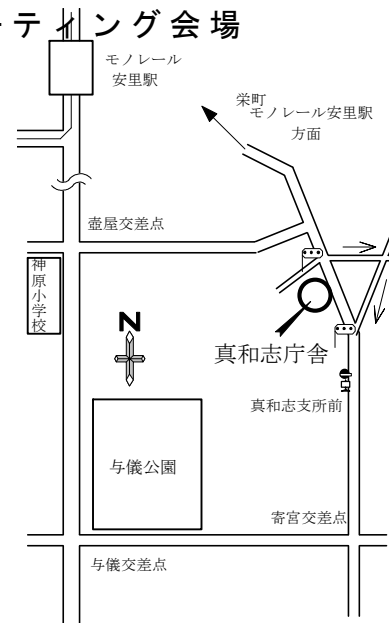 ーティング会場
モノレール
安里駅
栄町
モノレール安里駅
方面
壺屋交差点
神原小学校
N
真和志庁舎
真和志支所前
与儀公園
寄宮交差点
与儀交差点